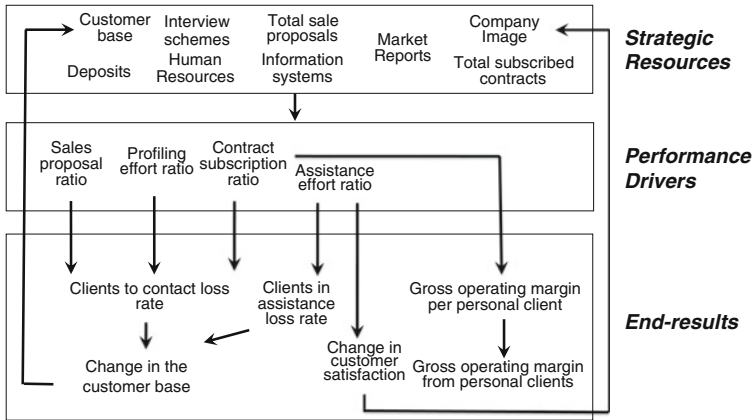 Customer
base
Interview
schemes
Total sale
proposals
Market
Reports
Company
Image
Deposits
Human
Resources
Information
systems
Total subscribed
contracts
Strategic
Resources
Sales
proposal
ratio
Profiling
effort ratio
Contract
subscription
ratio
Assistance
effort ratio
Performance
Drivers
Clients to contact loss
rate
Clients in
assistance
loss rate
Gross operating margin
per personal client
Change in the
customer base
Change in
customer
satisfaction
Gross operating margin
from personal clients
End-results